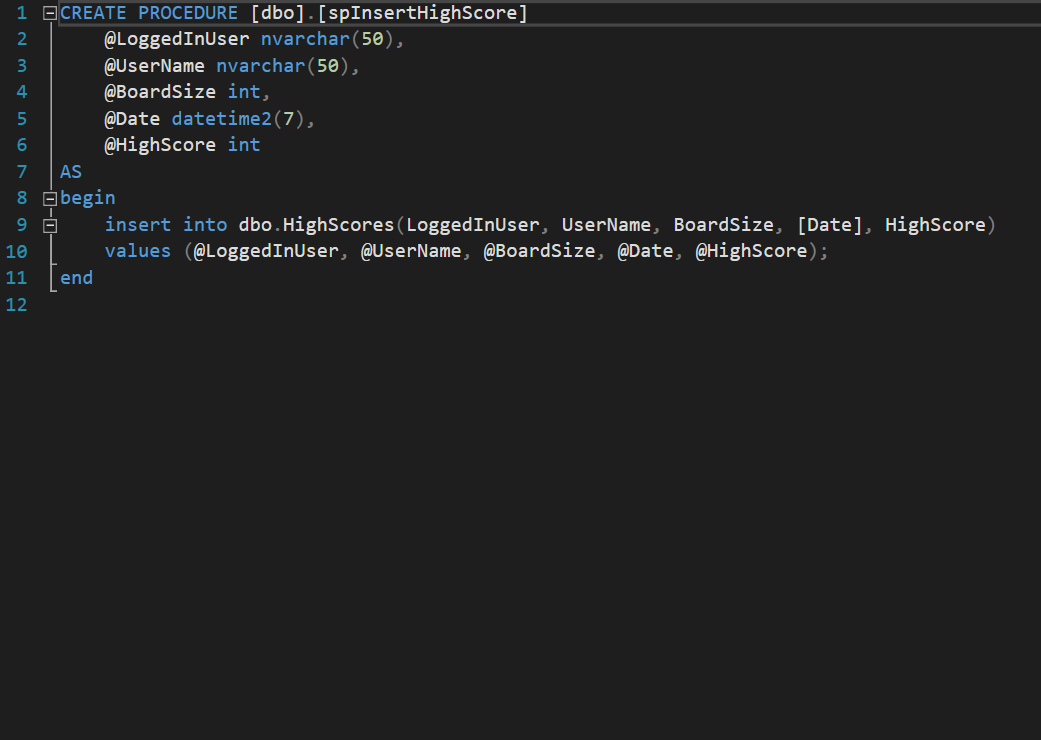 1 CREATE PROCEDURE [dbo].[spInsertHighScore]
2 @LoggedInUser nvarchar(50),
3 @UserName nvarchar(50),
4 @BoardSize int,
5 @Date datetime2(7),
6 @HighScore int
7 AS
8 begin
9 insert into dbo.HighScores(LoggedInUser, UserName, BoardSize, [Date], HighScore)
10 values (@LoggedInUser, @UserName, @BoardSize, @Date, @HighScore);
11 end
12